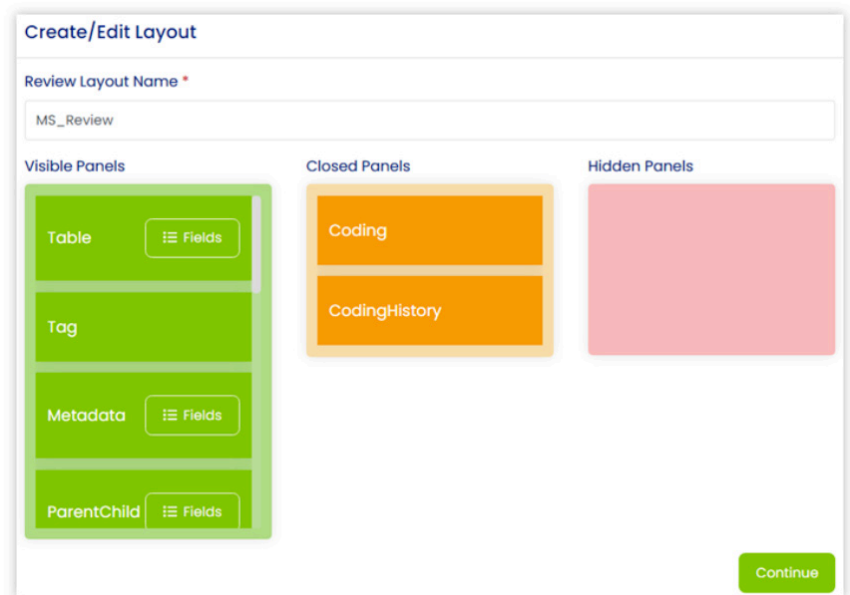 Create/Edit Layout
Review Layout Name *
MS_Review
Visible Panels
Table
Fields
Tag
Metadata
Fields
ParentChild
Fields
Closed Panels
Coding
CodingHistory
Hidden Panels
Continue